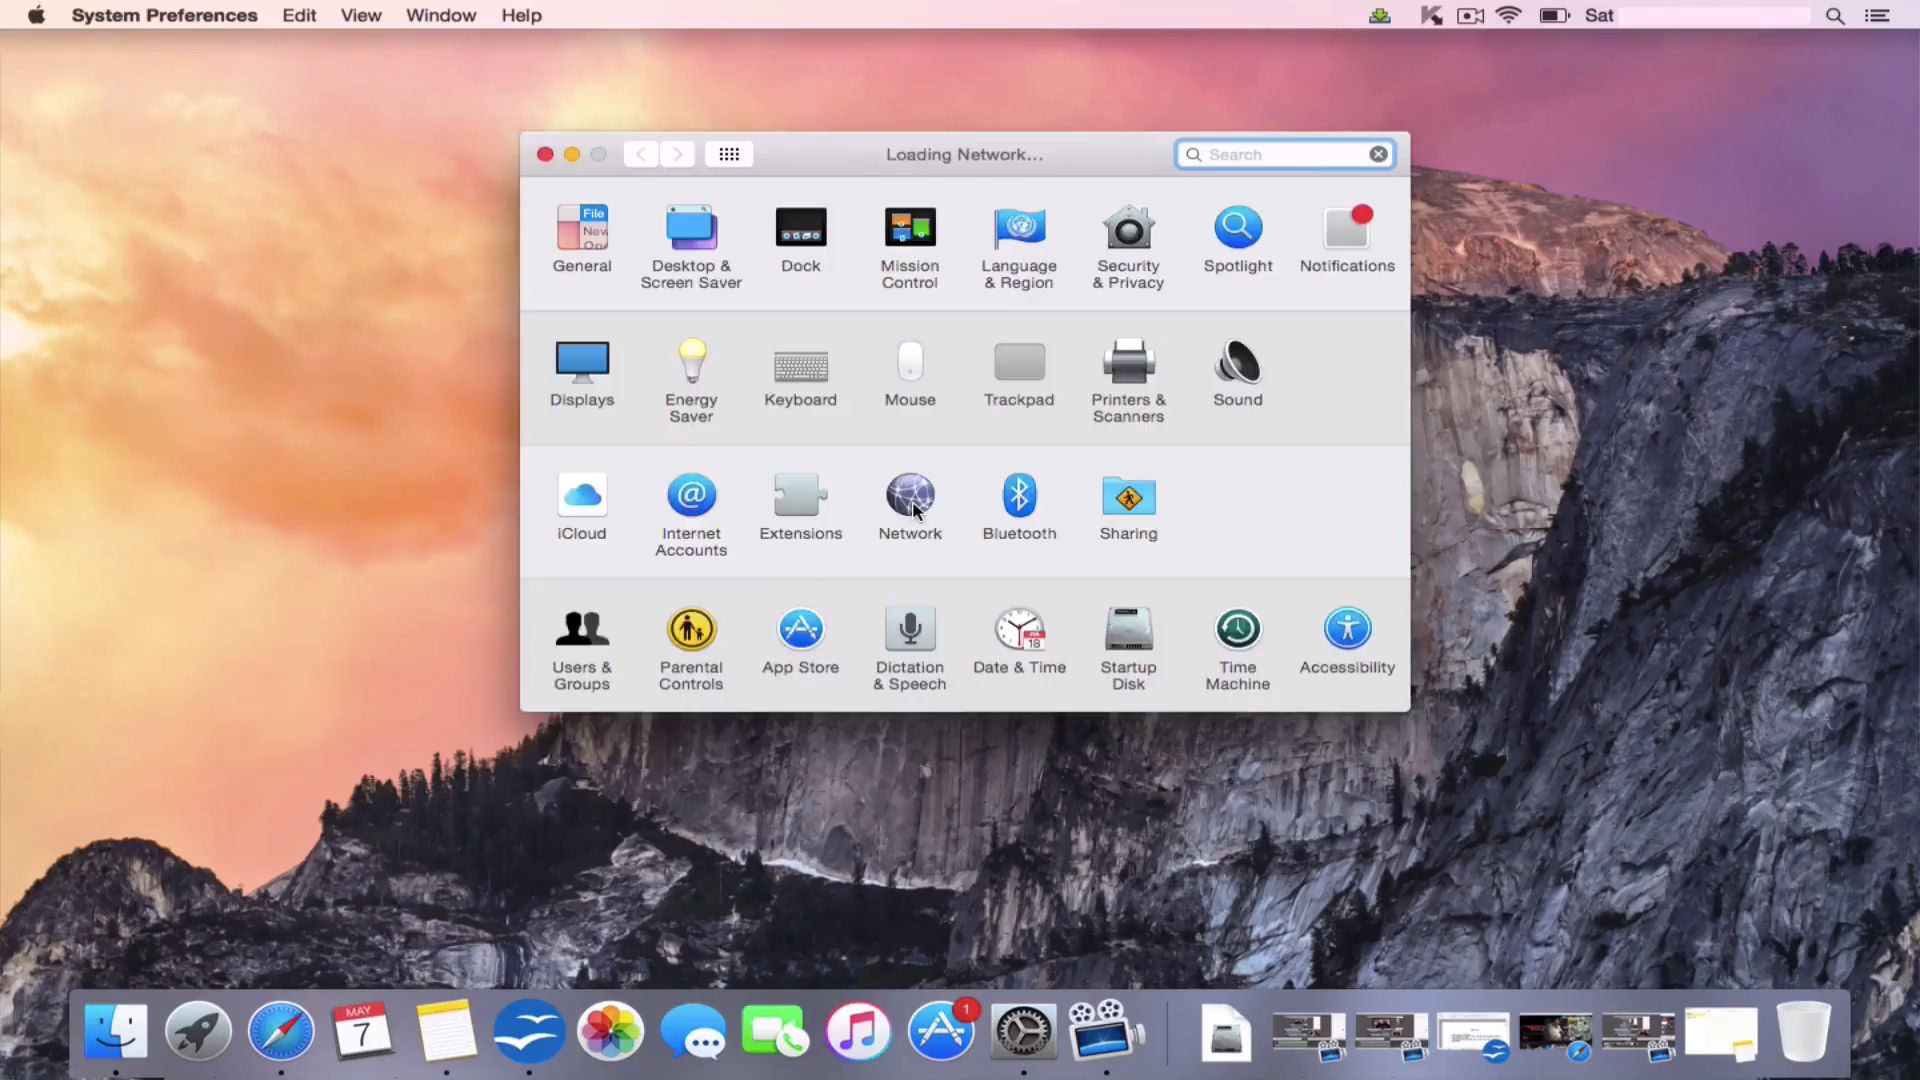 System Preferences Edit View Window Help Sat
Loading Network...
Search
File
New
General
Desktop &
Screen Saver
Dock
Mission
Control
Language
& Region
Security
& Privacy
Spotlight
Notifications
Displays
Energy
Saver
Keyboard
Mouse
Trackpad
Printers &
Scanners
Sound
iCloud
@
Internet
Accounts
Extensions
Network
Bluetooth
Sharing
Users &
Groups
Parental
Controls
App Store
Dictation
& Speech
18
Date & Time
Startup
Disk
Time
Machine
Accessibility
MAY
7
1